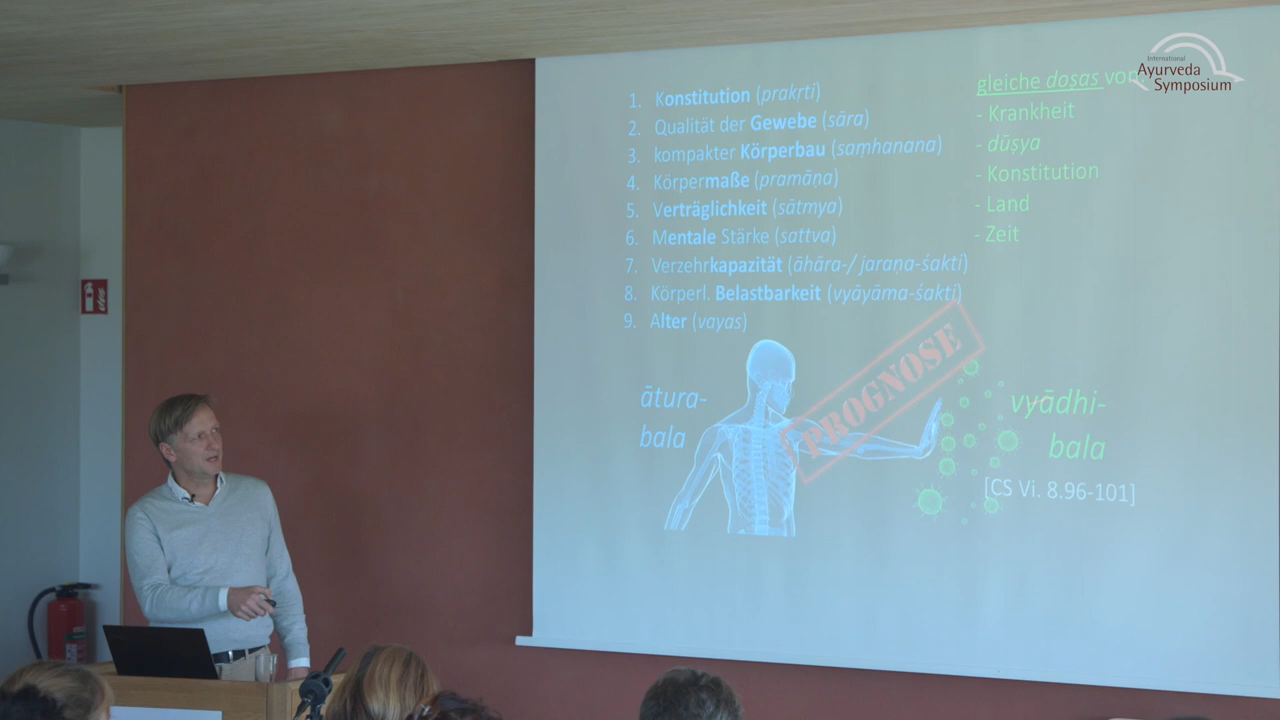 International
Ayurveda
Symposium
1. Konstitution (prakṛti)
2. Qualität der Gewebe (sāra)
3. kompakter Körperbau (saṃhanana)
4. Körpermaße (pramāṇa)
5. Verträglichkeit (sātmya)
6. Mentale Stärke (sattva)
7. Verzehrkapazität (āhāra-/ jaraṇa-śakti)
8. Körperl. Belastbarkeit (vyāyāma-śakti)
9. Alter (vayas)
gleiche doṣas von
- Krankheit
- dūṣya
- Konstitution
- Land
- Zeit
PROGNOSE
ātura-
bala
vyādhi-
bala
[CS Vi. 8.96-101]